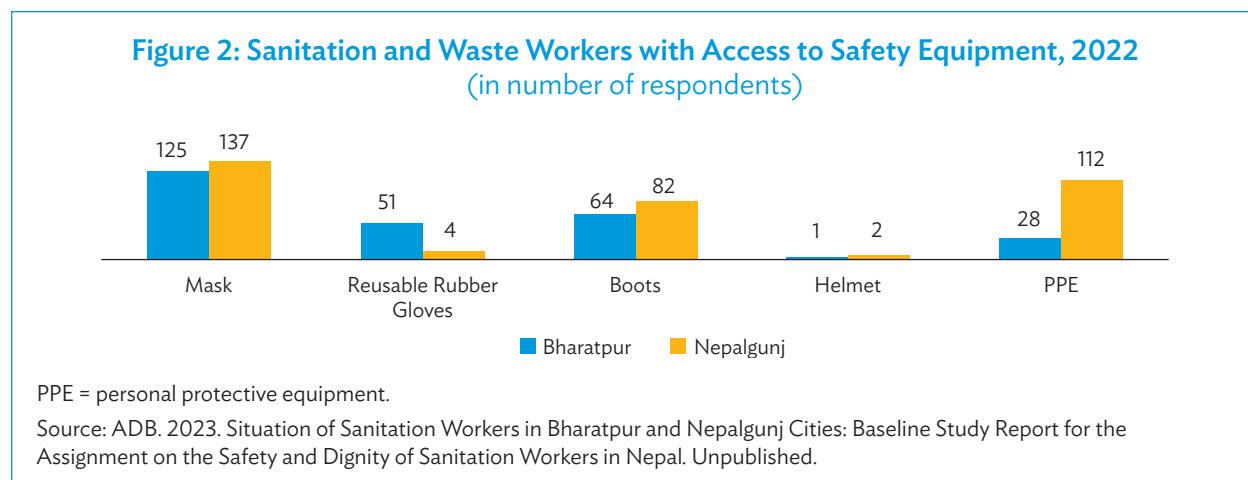 Figure 2: Sanitation and Waste Workers with Access to Safety Equipment, 2022
(in number of respondents)
125
137
51
4
64
82
1
2
28
112
Mask
Reusable Rubber
Gloves
Boots
Helmet
PPE
Bharatpur
Nepalgunj
PPE = personal protective equipment.
Source: ADB. 2023. Situation of Sanitation Workers in Bharatpur and Nepalgunj Cities: Baseline Study Report for the
Assignment on the Safety and Dignity of Sanitation Workers in Nepal. Unpublished.